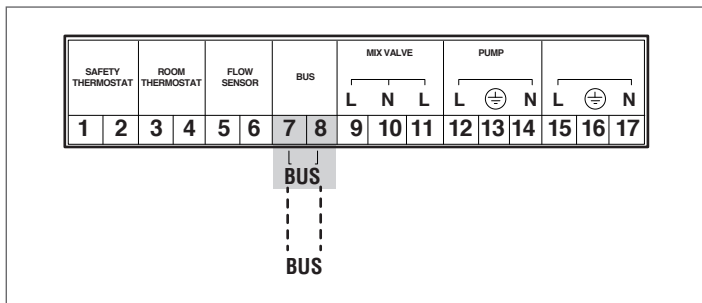 SAFETY THERMOSTAT ROOM THERMOSTAT FLOW SENSOR BUS MIX VALVE PUMP
L N L L N L N
1 2 3 4 5 6 7 8 9 10 11 12 13 14 15 16 17
BUS
BUS